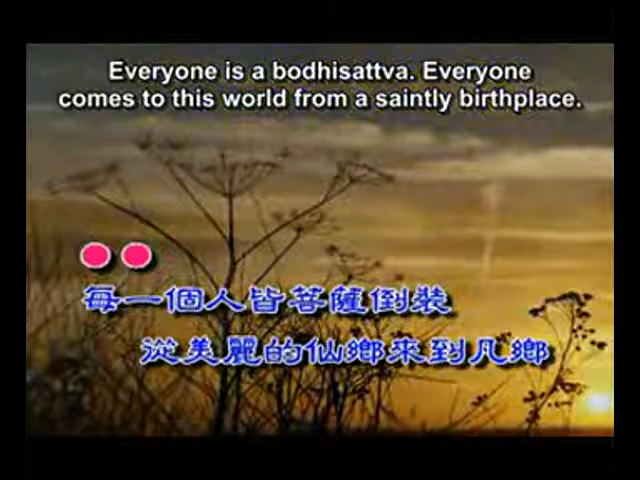 Everyone is a bodhisattva. Everyone
comes to this world from a saintly birthplace.
每一個人皆菩薩倒裝
從美麗的仙鄉來到凡鄉